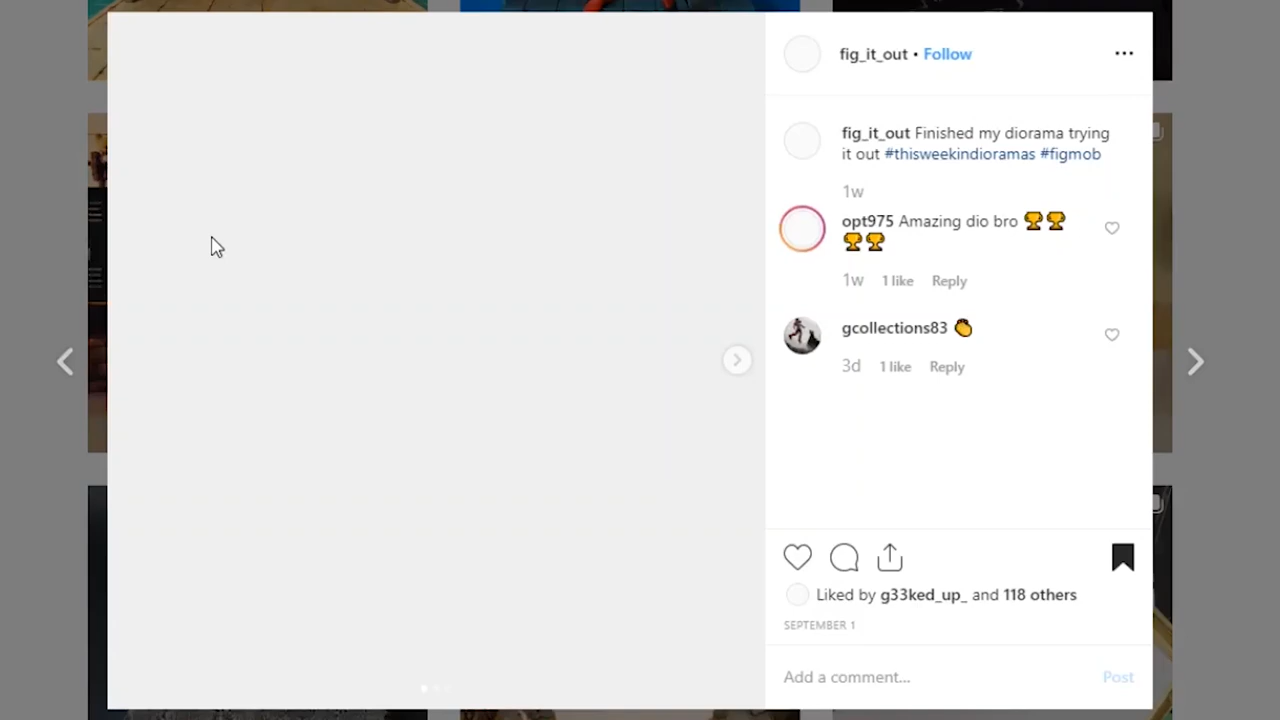 fig_it_out • Follow
fig_it_out Finished my diorama trying
it out #thisweekindioramas #figmob
1w
opt975 Amazing dio bro 🏆🏆
🏆🏆
1w 1 like Reply
gcollections83 👏
3d 1 like Reply
Liked by g33ked_up_ and 118 others
SEPTEMBER 1
Add a comment... Post